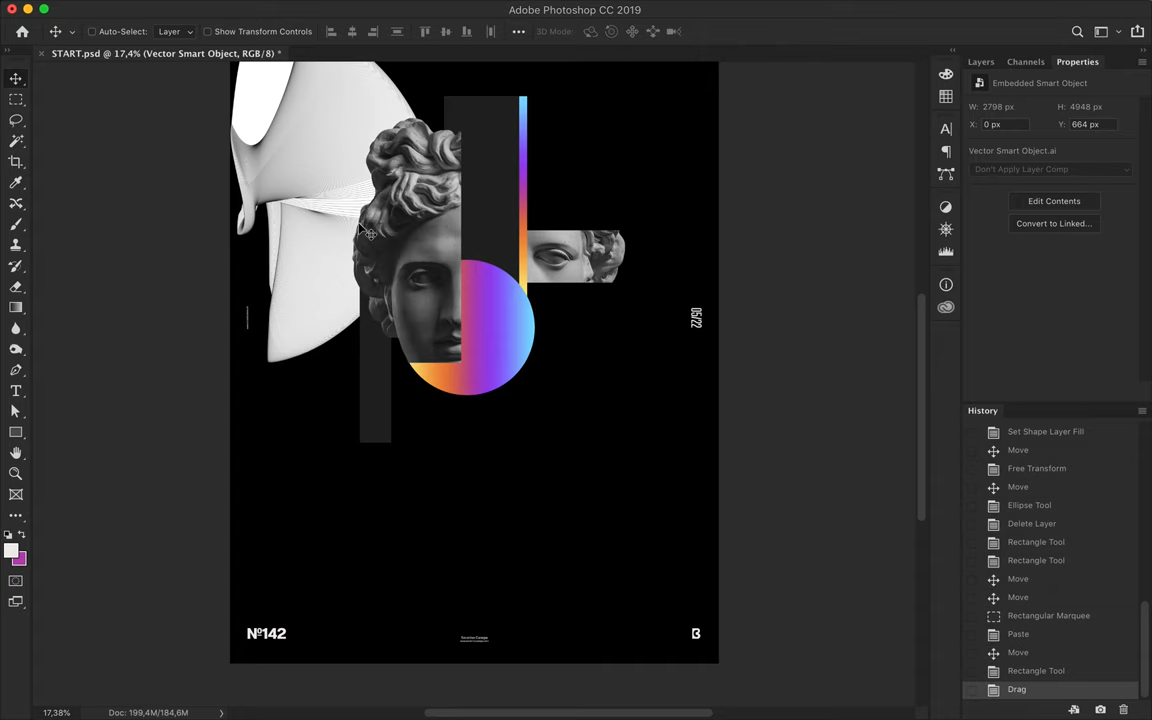 Adobe Photoshop CC 2019
Auto-Select: Layer Show Transform Controls 3D Mode:
START.psd @ 17,4% (Vector Smart Object, RGB/8) *
Layers Channels Properties
Embedded Smart Object
W: 2798 px H: 4948 px
X: 0 px Y: 664 px
Vector Smart Object.ai
Don't Apply Layer Comp
Edit Contents
Convert to Linked...
05/22
History
Set Shape Layer Fill
Move
Free Transform
Move
Ellipse Tool
Delete Layer
Rectangle Tool
Rectangle Tool
Move
Move
Rectangular Marquee
Paste
Move
Rectangle Tool
Drag
Nº142
B
17,38% Doc: 199,4M/184,6M